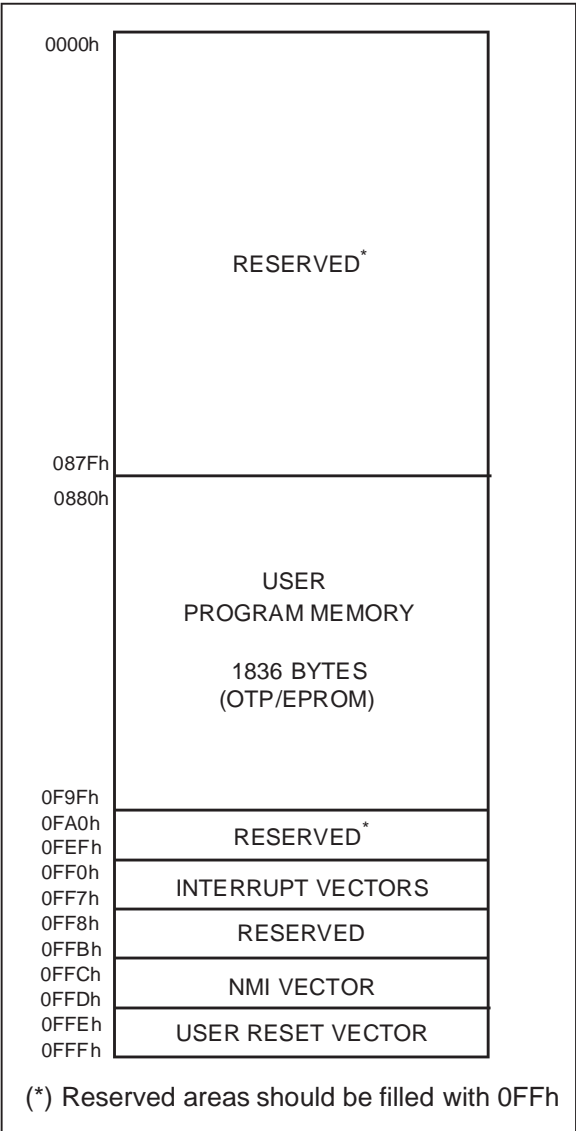 0000h
RESERVED*
087Fh
0880h
USER
PROGRAM MEMORY
1836 BYTES
(OTP/EPROM)
0F9Fh
0FA0h
RESERVED*
0FEFh
0FF0h
INTERRUPT VECTORS
0FF7h
0FF8h
RESERVED
0FFBh
0FFCh
NMI VECTOR
0FFDh
0FFEh
USER RESET VECTOR
0FFFh
(*) Reserved areas should be filled with 0FFh